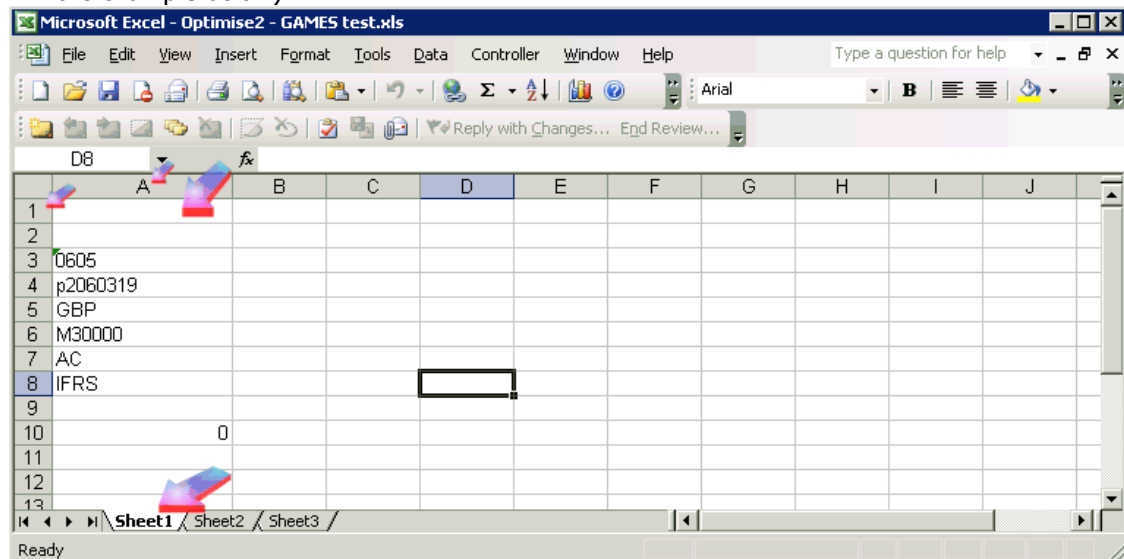 Microsoft Excel - Optimise2 - GAMES test.xls
File Edit View Insert Format Tools Data Controller Window Help Type a question for help
Σ Arial B
Reply with Changes... End Review...
D8 fx
A B C D E F G H I J
1
2
3 0605
4 p2060319
5 GBP
6 M30000
7 AC
8 IFRS
9
10 0
11
12
13
Sheet1 Sheet2 Sheet3
Ready